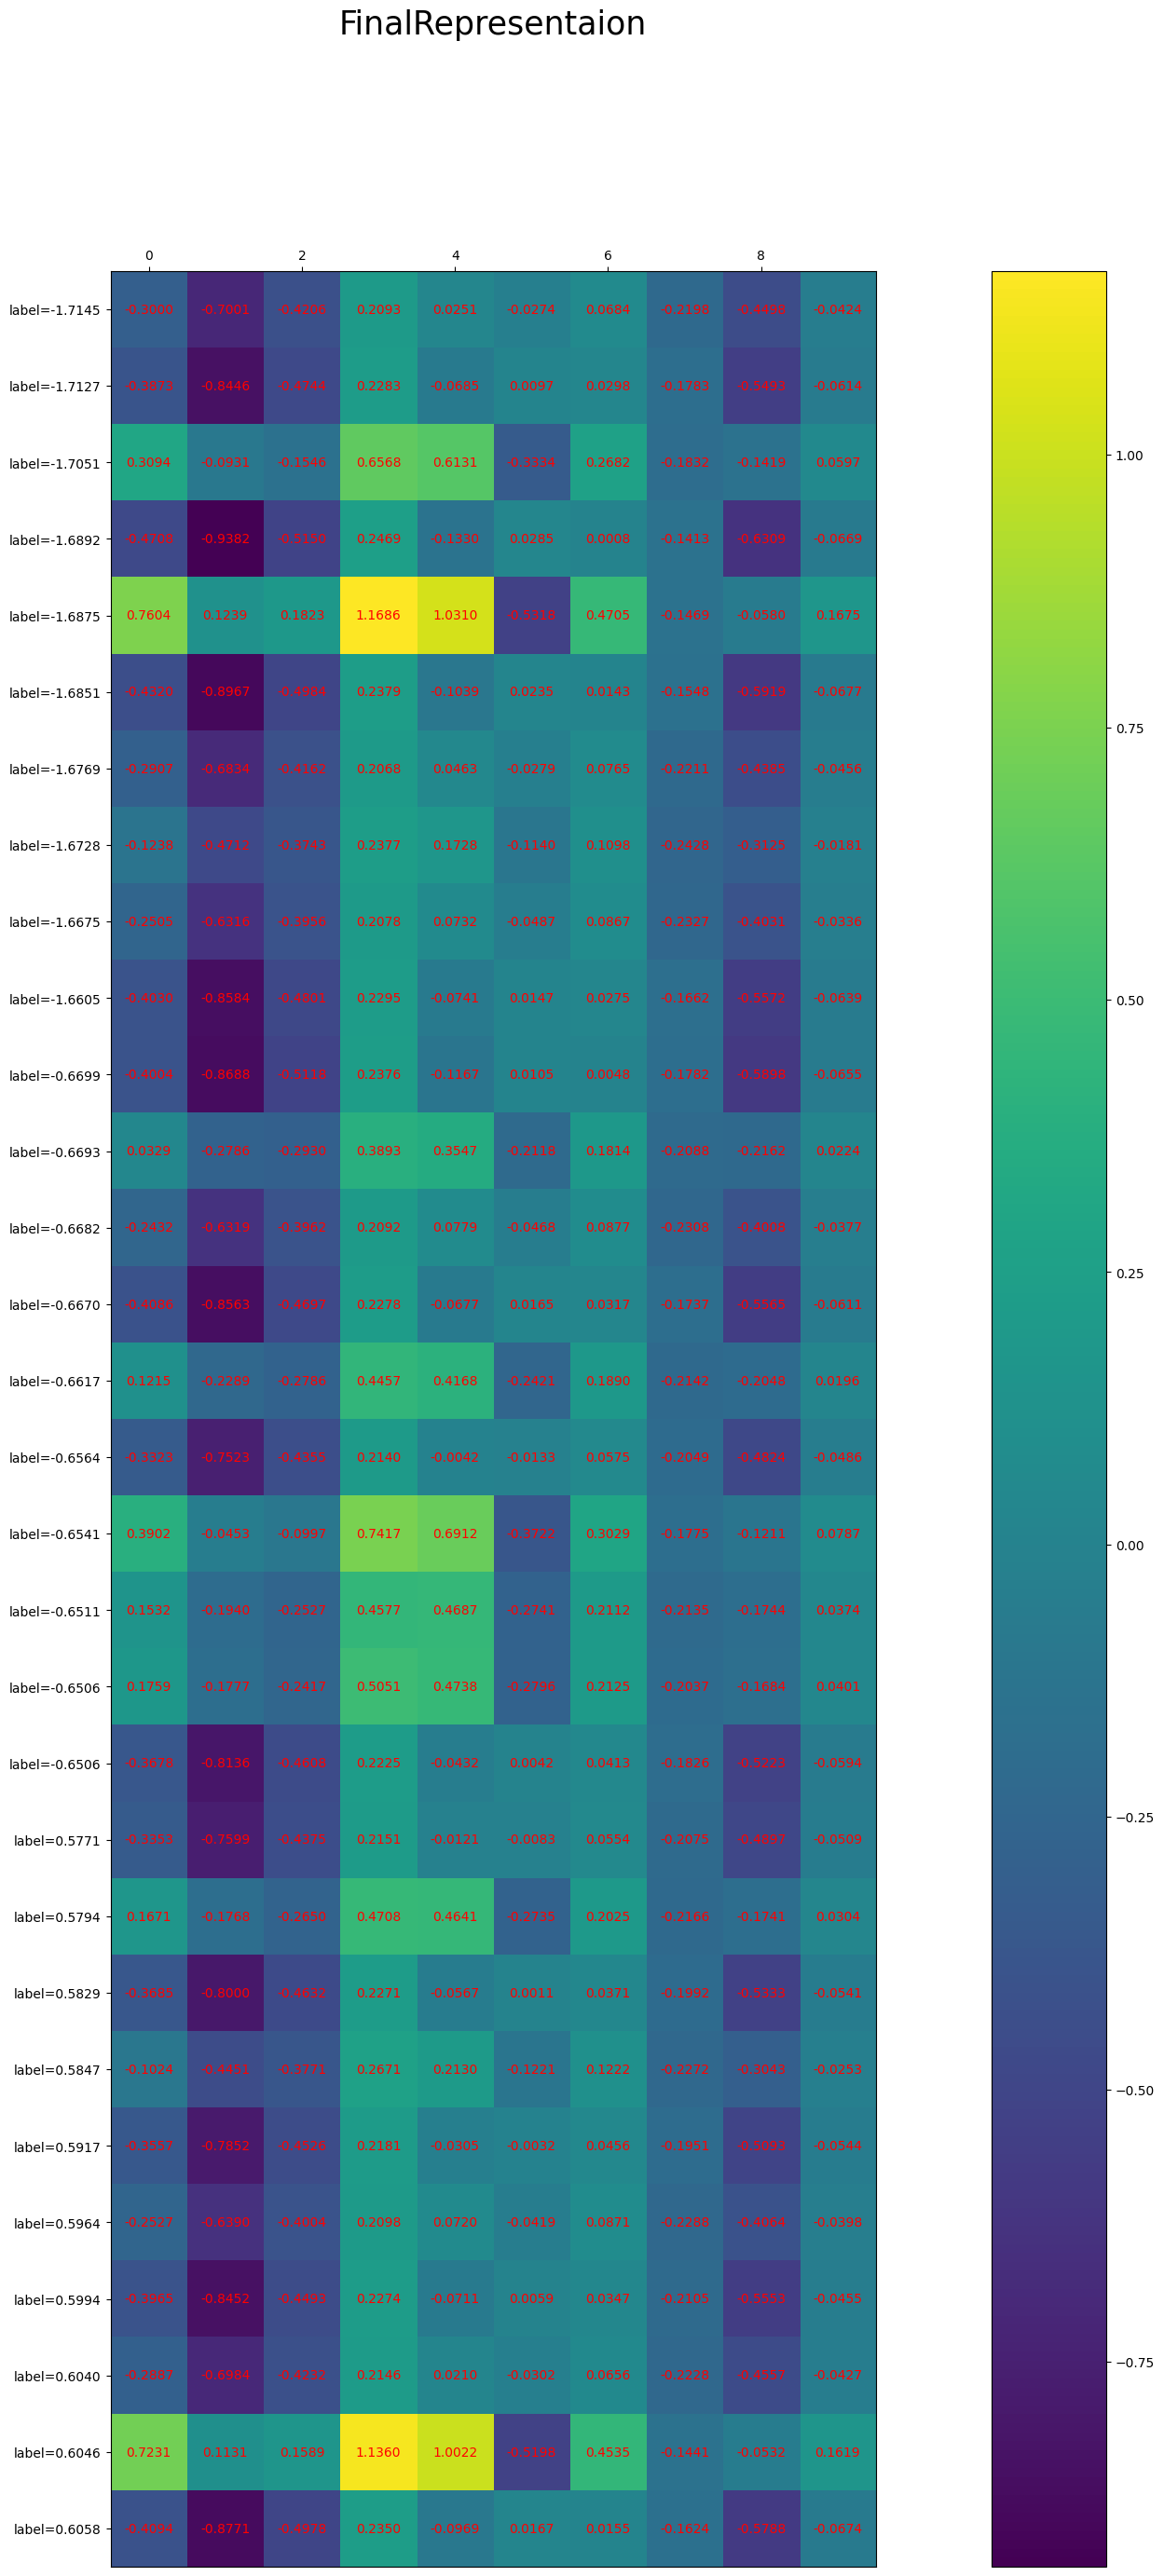 FinalRepresentaion
0 2 4 6 8
label=-1.7145 -0.3000 -0.7001 0.2093 0.0251 -0.0274 0.0684 -0.2198 -0.0424
label=-1.7127 -0.8446 0.2283 -0.0685 0.0097 0.0298 -0.1783 -0.0614
label=-1.7051 0.3094 -0.0931 -0.1546 0.6568 0.6131 -0.3334 0.2682 -0.1832 -0.1419 0.0597
1.00
label=-1.6892 -0.9382 0.2469 -0.1330 0.0285 0.0008 -0.1413 -0.0669
label=-1.6875 0.7604 0.1239 0.1823 1.1686 1.0310 0.4705 -0.1469 -0.0580 0.1675
label=-1.6851 -0.8967 0.2379 -0.1039 0.0235 0.0143 -0.1548 -0.0677
0.75
label=-1.6769 -0.2907 -0.6834 0.2068 0.0463 -0.0279 0.0765 -0.2211 -0.0456
label=-1.6728 -0.1238 0.2377 0.1728 -0.1140 0.1098 -0.2428 -0.0181
label=-1.6675 -0.2505 -0.6316 0.2078 0.0732 -0.0487 0.0867 -0.2327 -0.0336
label=-1.6605 -0.8584 0.2295 -0.0741 0.0147 0.0275 -0.1662 -0.0639
0.50
label=-0.6699 -0.8688 0.2376 -0.1167 0.0105 0.0048 -0.1782 -0.0655
label=-0.6693 0.0329 -0.2786 -0.2930 0.3893 0.3547 -0.2118 0.1814 -0.2088 -0.2162 0.0224
label=-0.6682 -0.2432 -0.6319 0.2092 0.0779 -0.0468 0.0877 -0.2308 -0.0377
0.25
label=-0.6670 -0.8563 0.2278 -0.0677 0.0165 0.0317 -0.1737 -0.0611
label=-0.6617 0.1215 -0.2289 -0.2786 0.4457 0.4168 -0.2421 0.1890 -0.2142 -0.2048 0.0196
label=-0.6564 -0.3323 -0.7523 0.2140 -0.0042 -0.0133 0.0575 -0.2049 -0.0486
label=-0.6541 0.3902 -0.0453 -0.0997 0.7417 0.6912 0.3029 -0.1775 -0.1211 0.0787
0.00
label=-0.6511 0.1532 -0.1940 -0.2527 0.4577 0.4687 -0.2741 0.2112 -0.2135 -0.1744 0.0374
label=-0.6506 0.1759 -0.1777 -0.2417 0.5051 0.4738 -0.2796 0.2125 -0.2037 -0.1684 0.0401
label=-0.6506 -0.8136 0.2225 -0.0432 0.0042 0.0413 -0.1826 -0.0594
−0.25
label=0.5771 -0.7599 0.2151 -0.0121 -0.0083 0.0554 -0.2075 -0.0509
label=0.5794 0.1671 -0.1768 -0.2650 0.4708 0.4641 -0.2735 0.2025 -0.2166 -0.1741 0.0304
label=0.5829 -0.8000 0.2271 -0.0567 0.0011 0.0371 -0.1992 -0.0541
label=0.5847 -0.1024 0.2671 0.2130 -0.1221 0.1222 -0.2272 -0.3043 -0.0253
−0.50
label=0.5917 -0.7852 0.2181 -0.0305 -0.0032 0.0456 -0.1951 -0.0544
label=0.5964 -0.2527 -0.6390 0.2098 0.0720 -0.0419 0.0871 -0.2288 -0.0398
label=0.5994 -0.8452 0.2274 -0.0711 0.0059 0.0347 -0.2105 -0.0455
label=0.6040 -0.2887 -0.6984 0.2146 0.0210 -0.0302 0.0656 -0.2228 -0.0427
−0.75
label=0.6046 0.7231 0.1131 0.1589 1.1360 1.0022 0.4535 -0.1441 -0.0532 0.1619
label=0.6058 -0.8771 0.2350 -0.0969 0.0167 0.0155 -0.1624 -0.0674